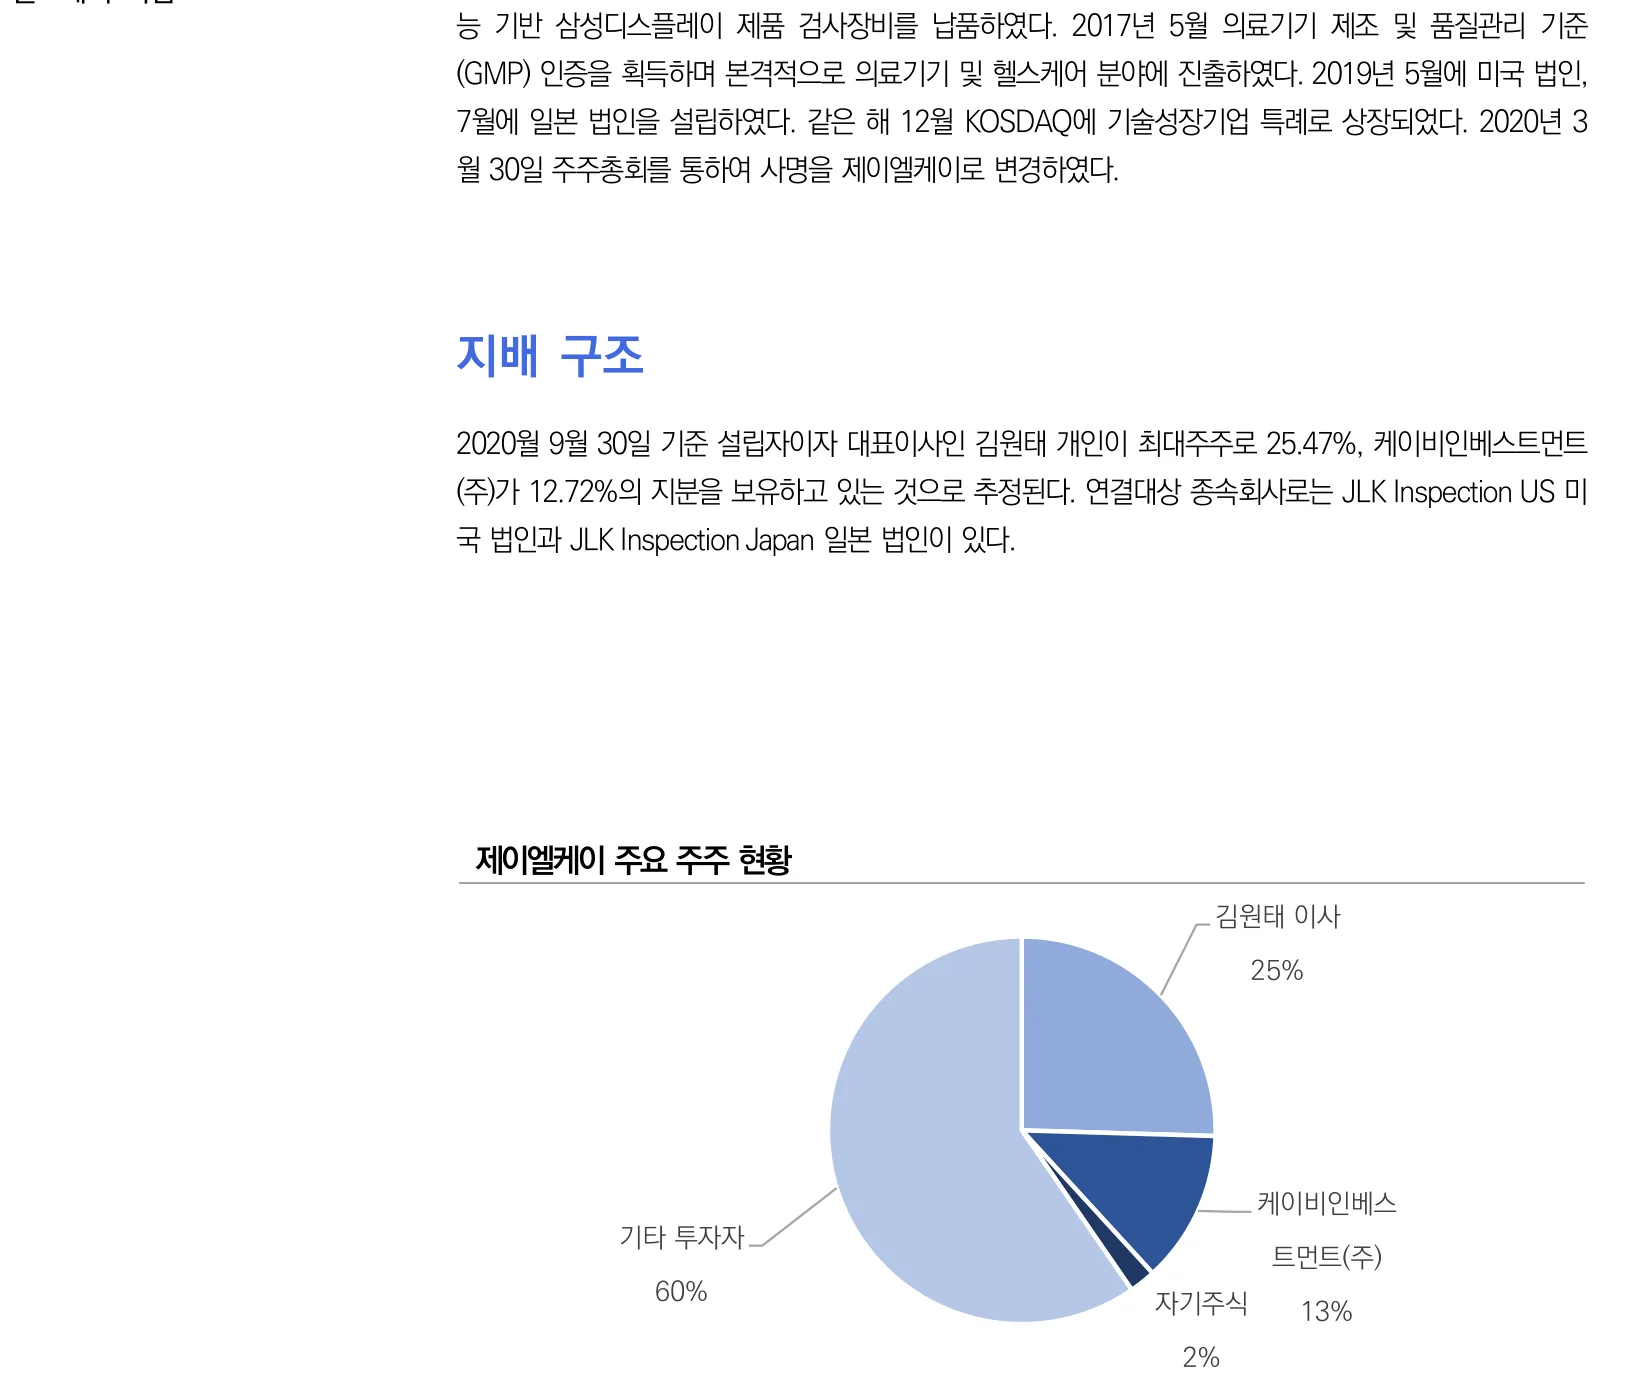 능 기반 삼성디스플레이 제품 검사장비를 납품하였다. 2017년 5월 의료기기 제조 및 품질관리 기준
(GMP) 인증을 획득하며 본격적으로 의료기기 및 헬스케어 분야에 진출하였다. 2019년 5월에 미국 법인,
7월에 일본 법인을 설립하였다. 같은 해 12월 KOSDAQ에 기술성장기업 특례로 상장되었다. 2020년 3
월 30일 주주총회를 통하여 사명을 제이엘케이로 변경하였다.
지배 구조
2020월 9월 30일 기준 설립자이자 대표이사인 김원태 개인이 최대주주로 25.47%, 케이비인베스트먼트
(주)가 12.72%의 지분을 보유하고 있는 것으로 추정된다. 연결대상 종속회사로는 JLK Inspection US 미
국 법인과 JLK Inspection Japan 일본 법인이 있다.
제이엘케이 주요 주주 현황
김원태 이사
25%
케이비인베스
트먼트(주)
13%
자기주식
2%
기타 투자자
60%